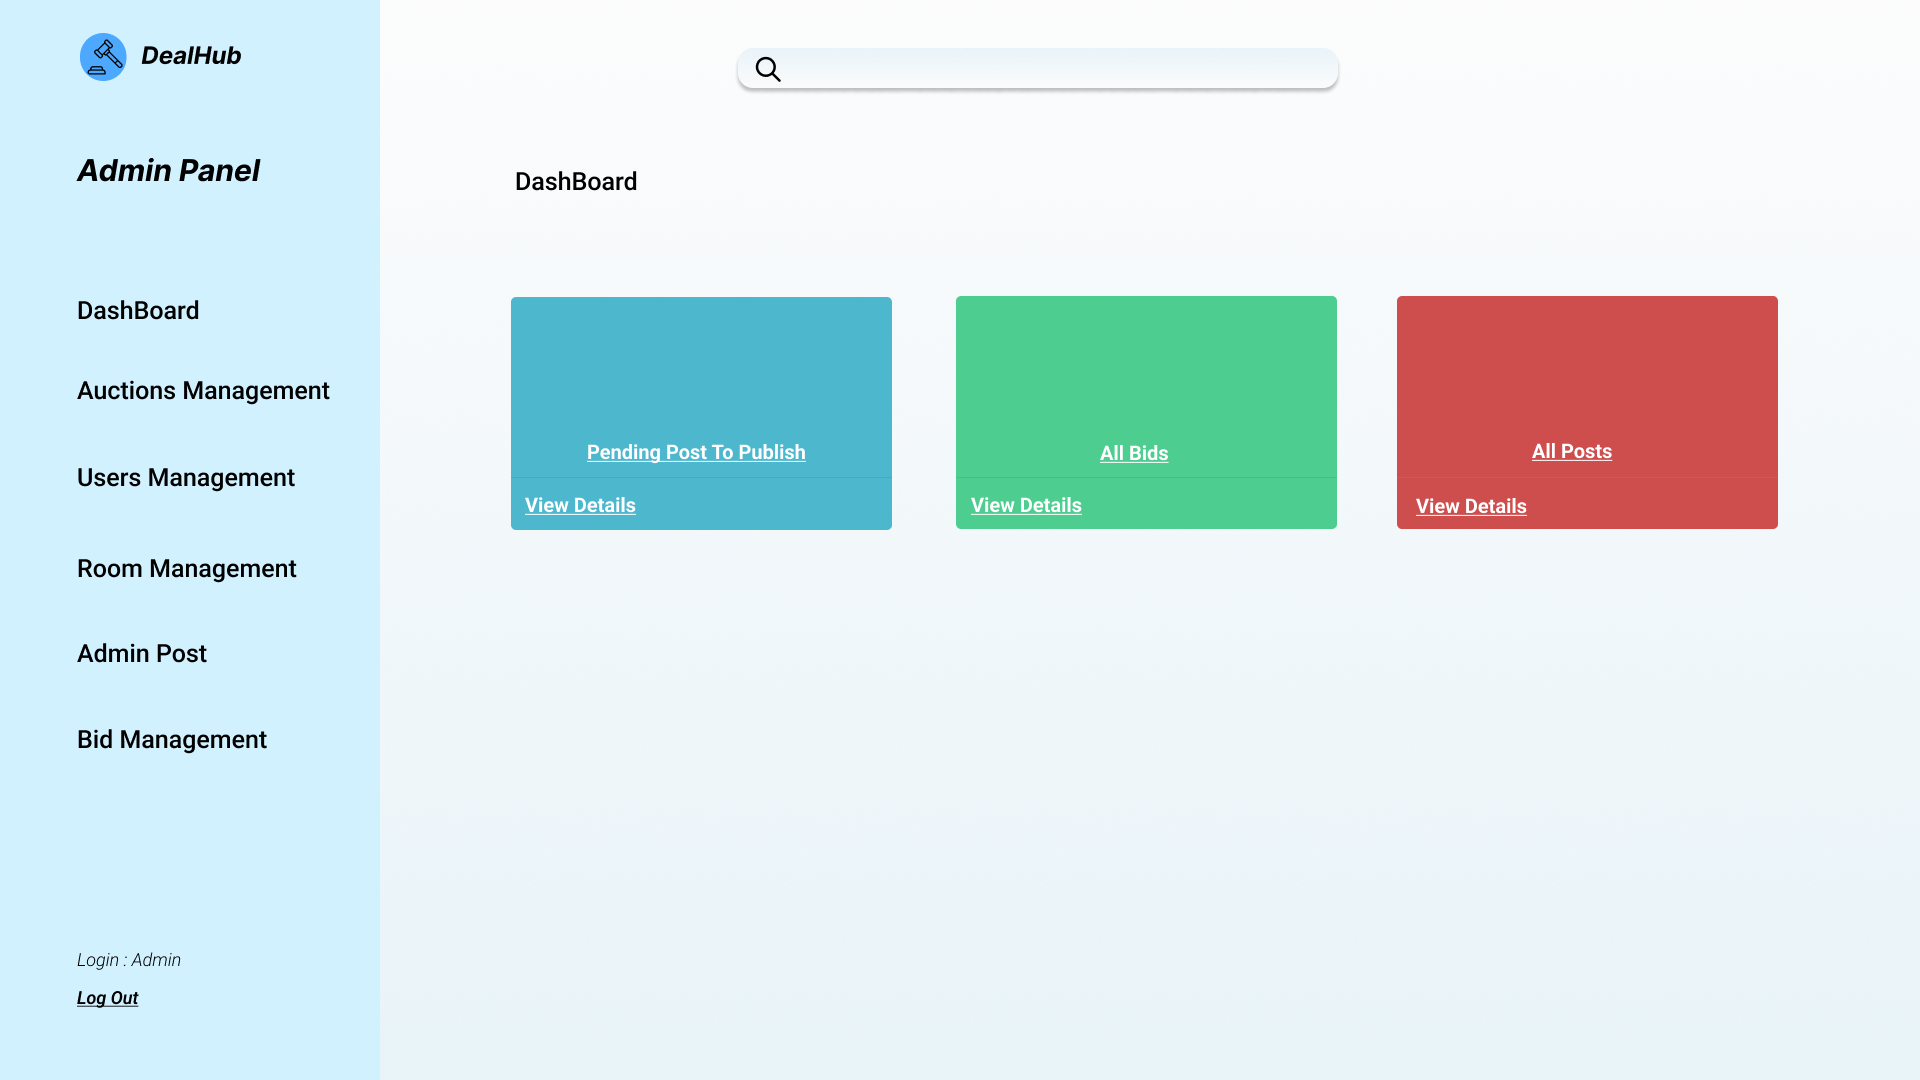 DealHub
Admin Panel
DashBoard
Auctions Management
Users Management
Room Management
Admin Post
Bid Management
Login : Admin
Log Out
DashBoard
Pending Post To Publish
View Details
All Bids
View Details
All Posts
View Details